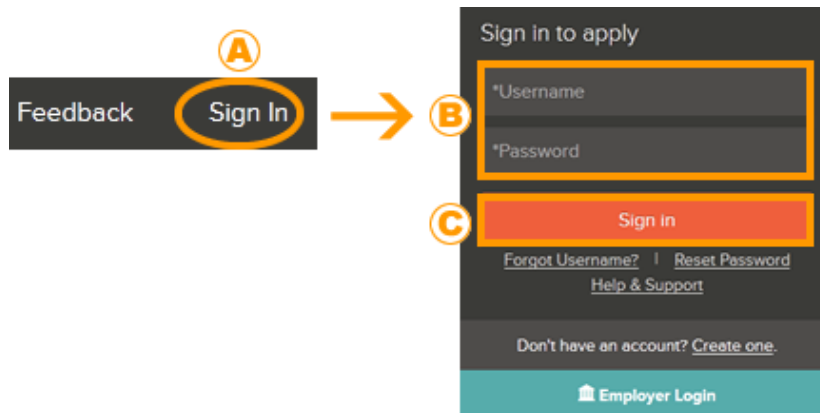 A
Feedback Sign In
Sign in to apply
B
*Username
*Password
C
Sign in
Forgot Username? | Reset Password
Help & Support
Don't have an account? Create one.
Employer Login